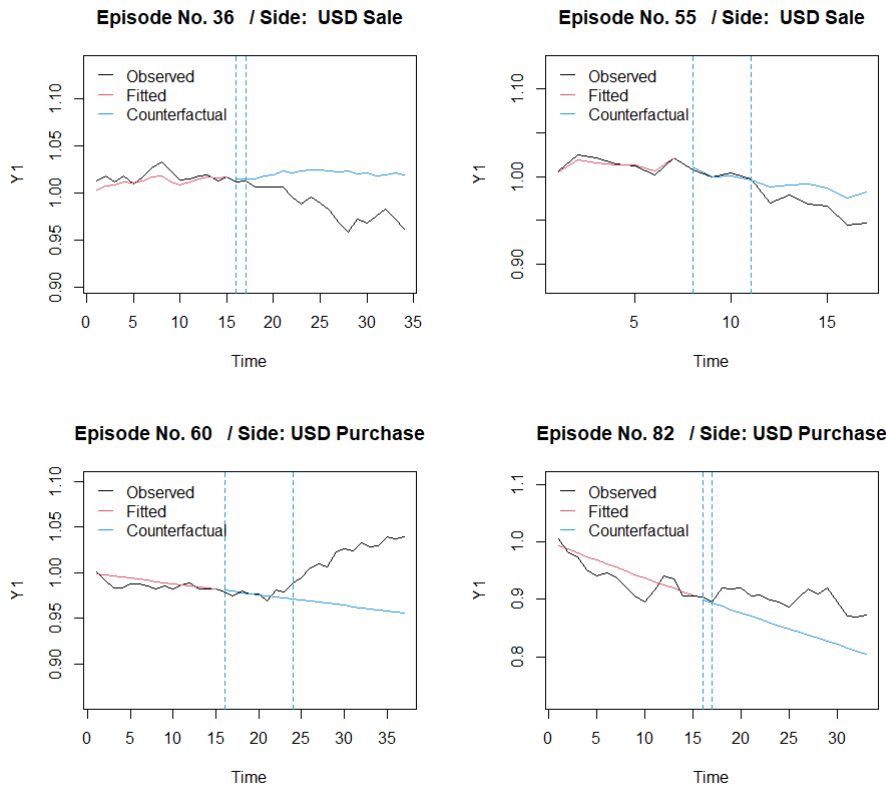 Episode No. 36 / Side: USD Sale
Observed
Fitted
Counterfactual
Y1
0.90 0.95 1.00 1.05 1.10
0 5 10 15 20 25 30 35
Time
Episode No. 55 / Side: USD Sale
Observed
Fitted
Counterfactual
Y1
0.90 1.00 1.10
5 10 15
Time
Episode No. 60 / Side: USD Purchase
Observed
Fitted
Counterfactual
Y1
0.90 0.95 1.00 1.05 1.10
0 5 10 15 20 25 30 35
Time
Episode No. 82 / Side: USD Purchase
Observed
Fitted
Counterfactual
Y1
0.8 0.9 1.0 1.1
0 5 10 15 20 25 30
Time